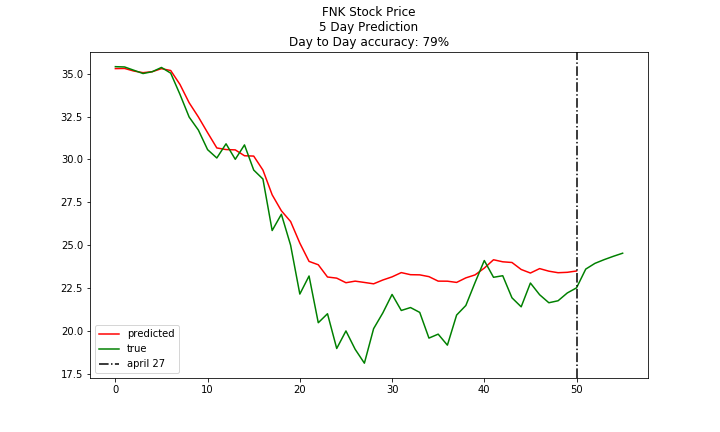 FNK Stock Price
5 Day Prediction
Day to Day accuracy: 79%
35.0
32.5
30.0
27.5
25.0
22.5
20.0
17.5
predicted
true
april 27
0 10 20 30 40 50